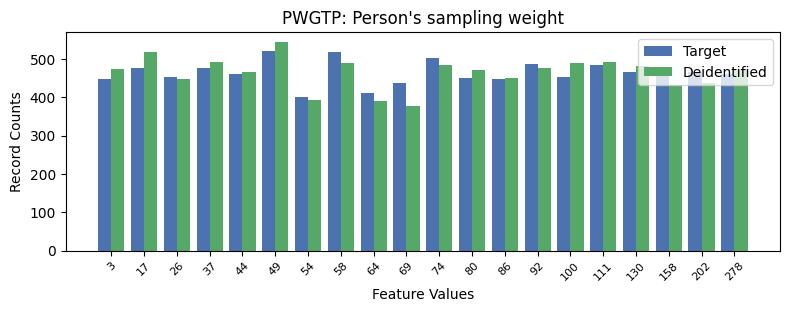 PWGTP: Person's sampling weight
Target
Deidentified
Record Counts
500
400
300
200
100
0
3 17 26 37 44 49 54 58 64 69 74 80 86 92 100 111 130 158 202 278
Feature Values